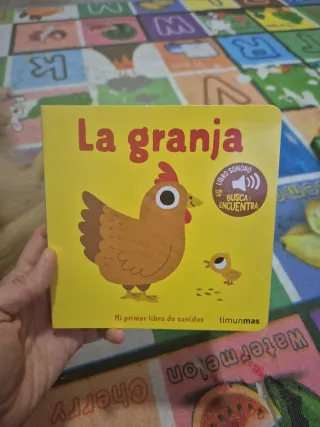 La granja
LIBRO SONORO
BUSCA Y
ENCUENTRA
Mi primer libro de sonidos
timunmas
Watermelon
Cherry